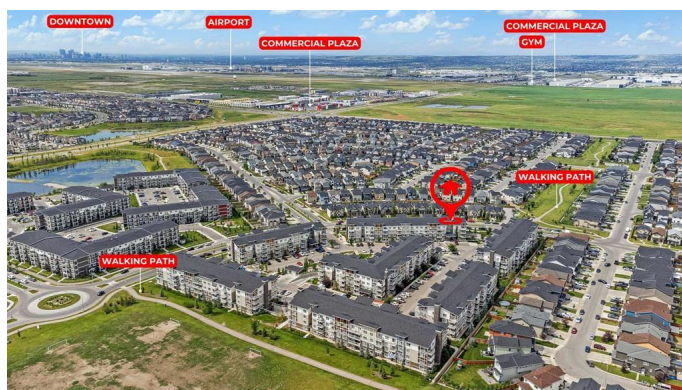 DOWNTOWN
AIRPORT
COMMERCIAL PLAZA
COMMERCIAL PLAZA
GYM
WALKING PATH
WALKING PATH